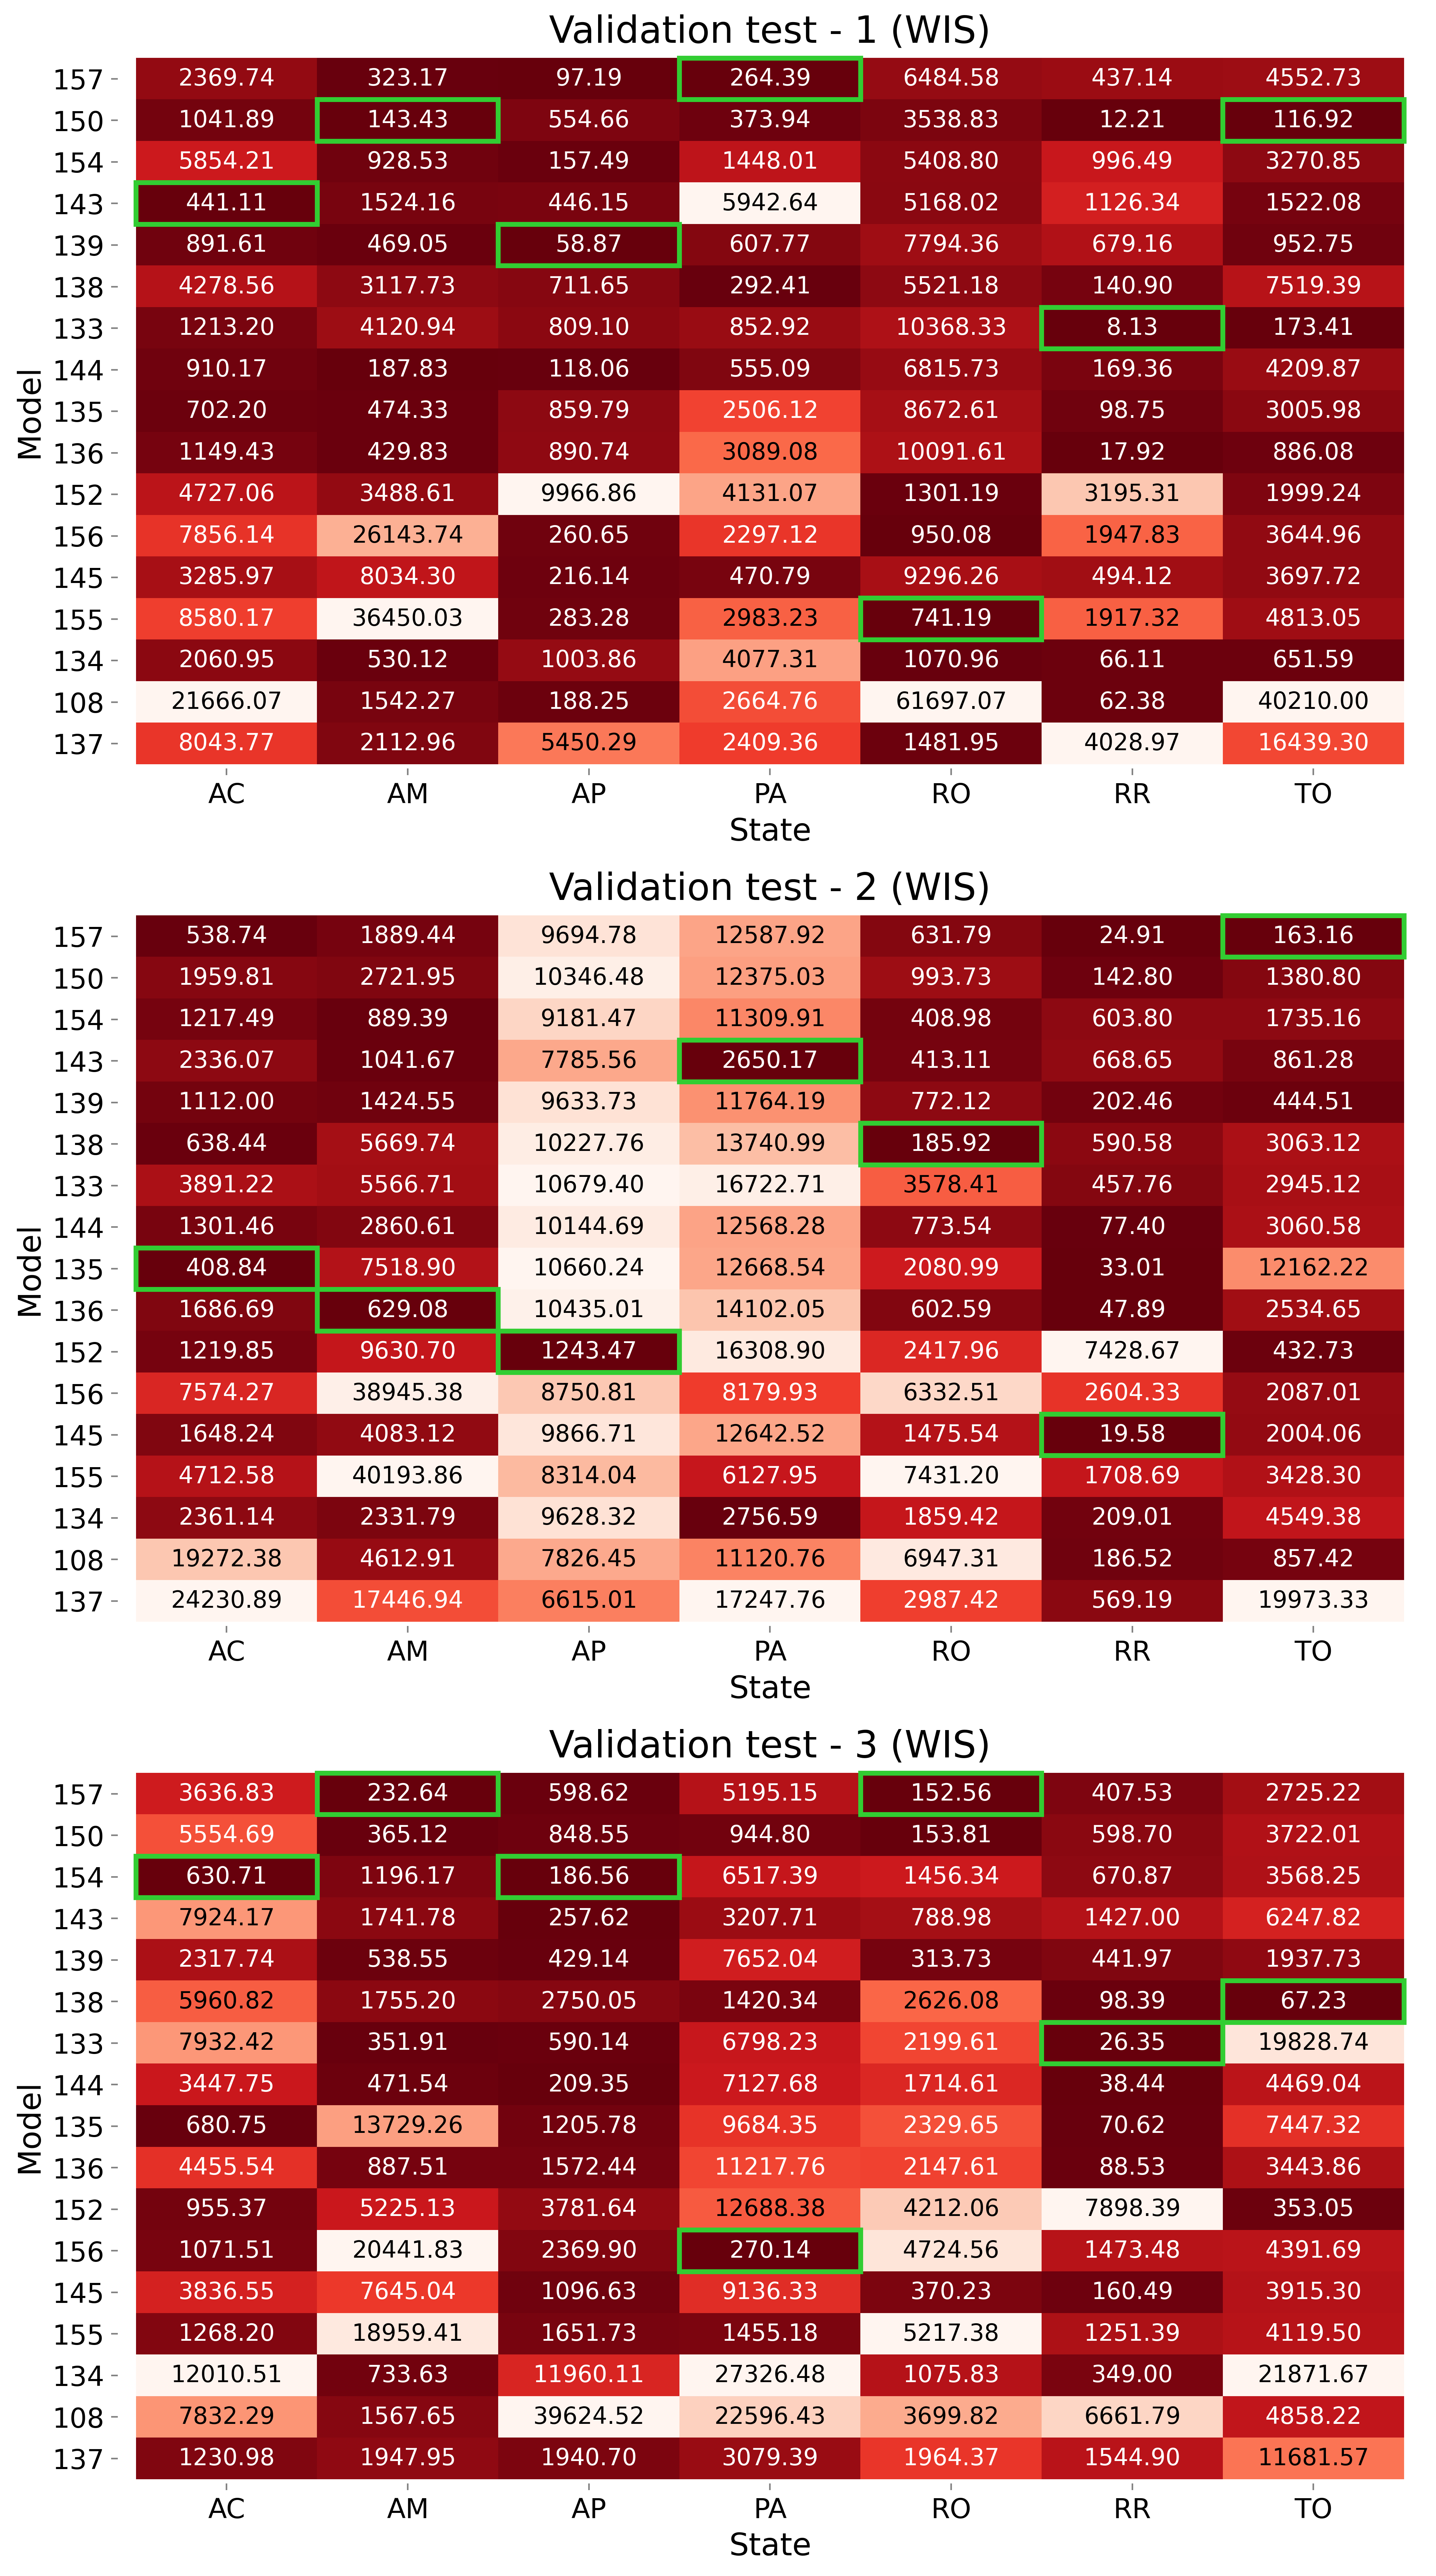 Validation test - 1 (WIS)
157 2369.74 323.17 97.19 264.39 6484.58 437.14 4552.73
150 1041.89 143.43 554.66 373.94 3538.83 12.21 116.92
154 5854.21 928.53 157.49 1448.01 5408.80 996.49 3270.85
143 441.11 1524.16 446.15 5942.64 5168.02 1126.34 1522.08
139 891.61 469.05 58.87 607.77 7794.36 679.16 952.75
138 4278.56 3117.73 711.65 292.41 5521.18 140.90 7519.39
133 1213.20 4120.94 809.10 852.92 10368.33 8.13 173.41
144 910.17 187.83 118.06 555.09 6815.73 169.36 4209.87
135 702.20 474.33 859.79 2506.12 8672.61 98.75 3005.98
136 1149.43 429.83 890.74 3089.08 10091.61 17.92 886.08
152 4727.06 3488.61 9966.86 4131.07 1301.19 3195.31 1999.24
156 7856.14 26143.74 260.65 2297.12 950.08 1947.83 3644.96
145 3285.97 8034.30 216.14 470.79 9296.26 494.12 3697.72
155 8580.17 36450.03 283.28 2983.23 741.19 1917.32 4813.05
134 2060.95 530.12 1003.86 4077.31 1070.96 66.11 651.59
108 21666.07 1542.27 188.25 2664.76 61697.07 62.38 40210.00
137 8043.77 2112.96 5450.29 2409.36 1481.95 4028.97 16439.30
Model
AC AM AP PA RO RR TO
State
Validation test - 2 (WIS)
157 538.74 1889.44 9694.78 12587.92 631.79 24.91 163.16
150 1959.81 2721.95 10346.48 12375.03 993.73 142.80 1380.80
154 1217.49 889.39 9181.47 11309.91 408.98 603.80 1735.16
143 2336.07 1041.67 7785.56 2650.17 413.11 668.65 861.28
139 1112.00 1424.55 9633.73 11764.19 772.12 202.46 444.51
138 638.44 5669.74 10227.76 13740.99 185.92 590.58 3063.12
133 3891.22 5566.71 10679.40 16722.71 3578.41 457.76 2945.12
144 1301.46 2860.61 10144.69 12568.28 773.54 77.40 3060.58
135 408.84 7518.90 10660.24 12668.54 2080.99 33.01 12162.22
136 1686.69 629.08 10435.01 14102.05 602.59 47.89 2534.65
152 1219.85 9630.70 1243.47 16308.90 2417.96 7428.67 432.73
156 7574.27 38945.38 8750.81 8179.93 6332.51 2604.33 2087.01
145 1648.24 4083.12 9866.71 12642.52 1475.54 19.58 2004.06
155 4712.58 40193.86 8314.04 6127.95 7431.20 1708.69 3428.30
134 2361.14 2331.79 9628.32 2756.59 1859.42 209.01 4549.38
108 19272.38 4612.91 7826.45 11120.76 6947.31 186.52 857.42
137 24230.89 17446.94 6615.01 17247.76 2987.42 569.19 19973.33
Model
AC AM AP PA RO RR TO
State
Validation test - 3 (WIS)
157 3636.83 232.64 598.62 5195.15 152.56 407.53 2725.22
150 5554.69 365.12 848.55 944.80 153.81 598.70 3722.01
154 630.71 1196.17 186.56 6517.39 1456.34 670.87 3568.25
143 7924.17 1741.78 257.62 3207.71 788.98 1427.00 6247.82
139 2317.74 538.55 429.14 7652.04 313.73 441.97 1937.73
138 5960.82 1755.20 2750.05 1420.34 2626.08 98.39 67.23
133 7932.42 351.91 590.14 6798.23 2199.61 26.35 19828.74
144 3447.75 471.54 209.35 7127.68 1714.61 38.44 4469.04
135 680.75 13729.26 1205.78 9684.35 2329.65 70.62 7447.32
136 4455.54 887.51 1572.44 11217.76 2147.61 88.53 3443.86
152 955.37 5225.13 3781.64 12688.38 4212.06 7898.39 353.05
156 1071.51 20441.83 2369.90 270.14 4724.56 1473.48 4391.69
145 3836.55 7645.04 1096.63 9136.33 370.23 160.49 3915.30
155 1268.20 18959.41 1651.73 1455.18 5217.38 1251.39 4119.50
134 12010.51 733.63 11960.11 27326.48 1075.83 349.00 21871.67
108 7832.29 1567.65 39624.52 22596.43 3699.82 6661.79 4858.22
137 1230.98 1947.95 1940.70 3079.39 1964.37 1544.90 11681.57
Model
AC AM AP PA RO RR TO
State